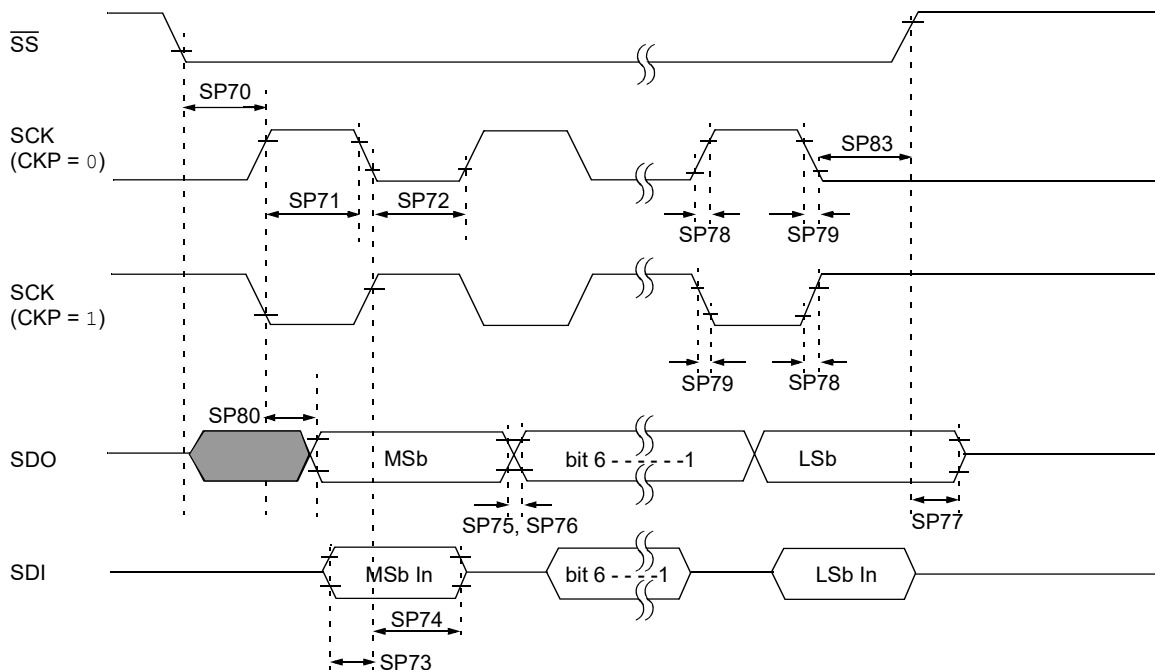 SS
SP70
SCK
(CKP = 0)
SP83
SP71
SP72
SP78
SP79
SCK
(CKP = 1)
SP79
SP78
SP80
SDO
MSb
bit 6 - - - - - -1
LSb
SP75, SP76
SP77
SDI
MSb In
bit 6 - - - - -1
LSb In
SP74
SP73